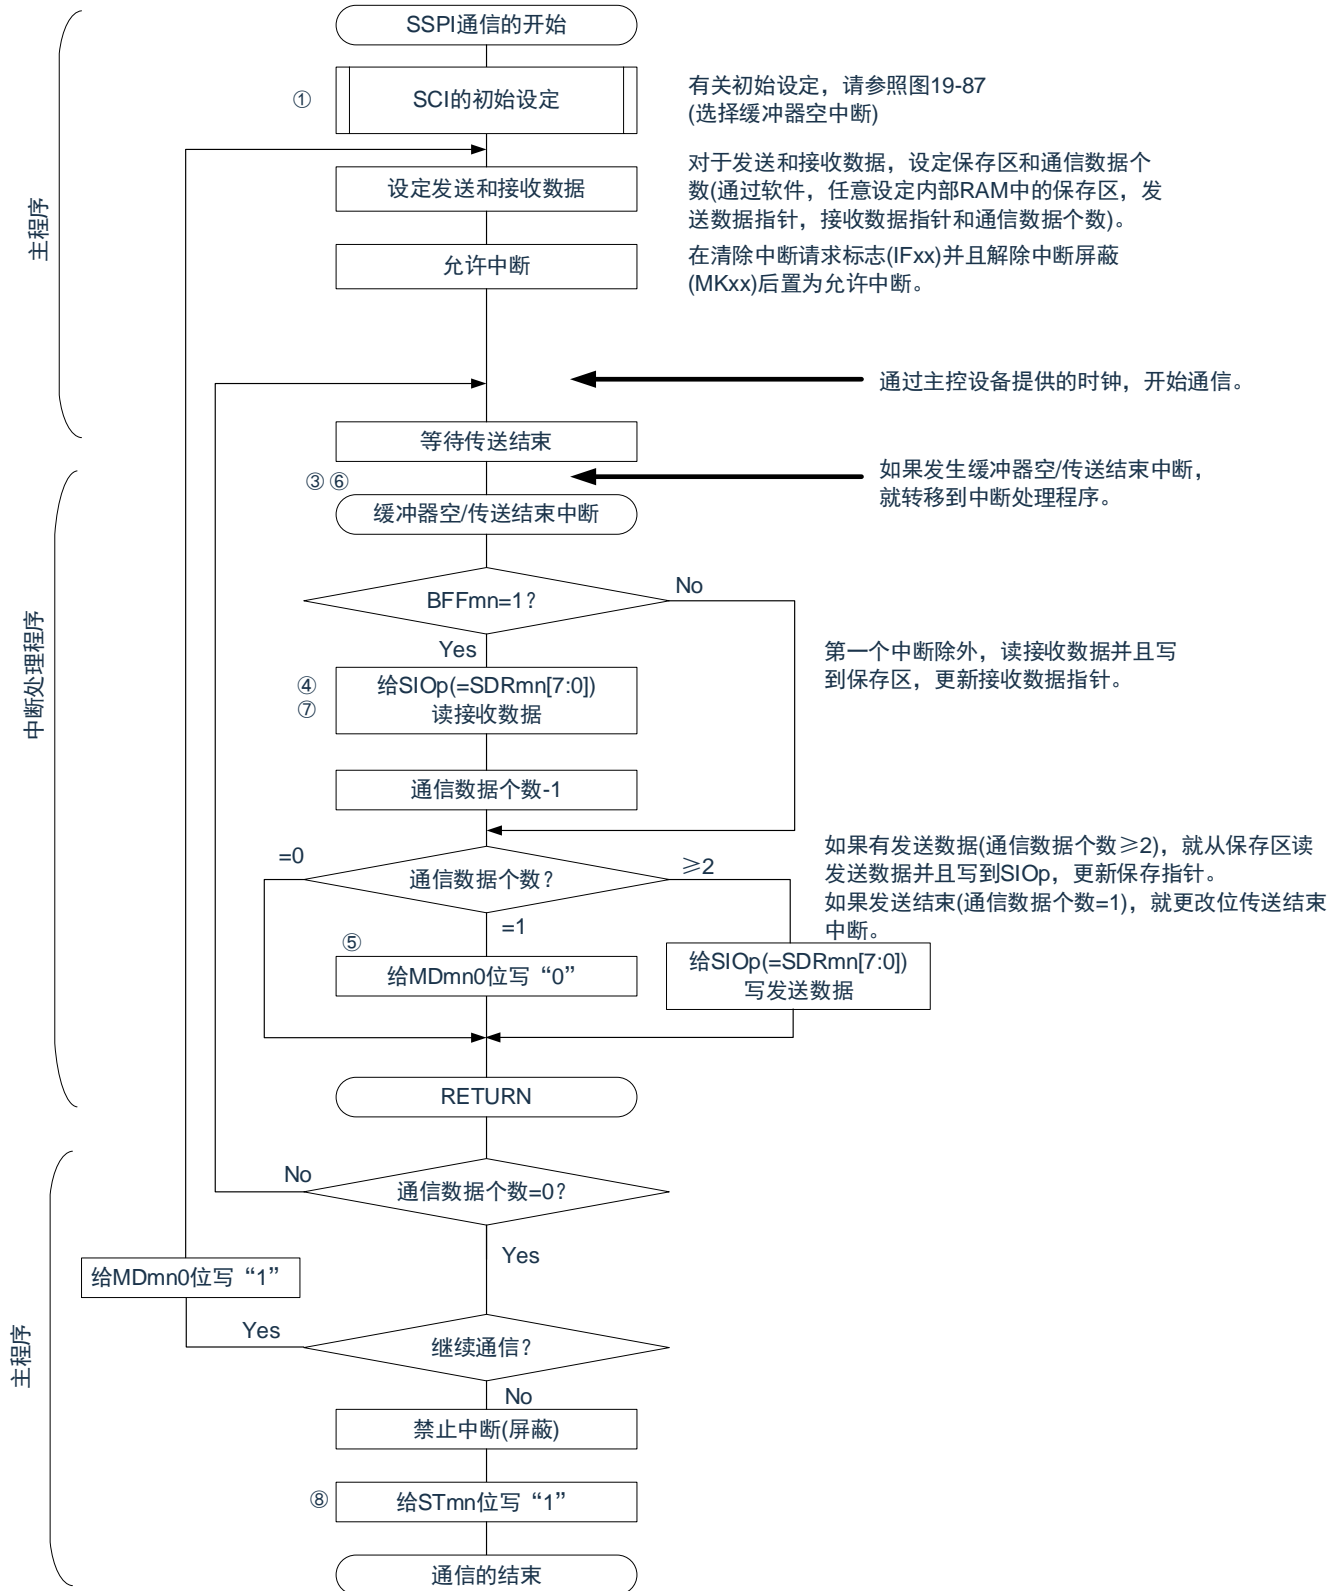 SSPI通信的开始
①
SCI的初始设定
有关初始设定，请参照图19-87
(选择缓冲器空中断)
设定发送和接收数据
对于发送和接收数据，设定保存区和通信数据个
数(通过软件，任意设定内部RAM中的保存区，发
送数据指针，接收数据指针和通信数据个数)。
主程序
允许中断
在清除中断请求标志(IFxx)并且解除中断屏蔽
(MKxx)后置为允许中断。
通过主控设备提供的时钟，开始通信。
等待传送结束
③⑥
如果发生缓冲器空/传送结束中断，
就转移到中断处理程序。
缓冲器空/传送结束中断
BFFmn=1?
No
Yes
中断处理程序
第一个中断除外，读接收数据并且写
到保存区，更新接收数据指针。
④
⑦
给SIOp(=SDRmn[7:0])
读接收数据
通信数据个数-1
=0
通信数据个数?
≥2
=1
如果有发送数据(通信数据个数≥2)，就从保存区读
发送数据并且写到SIOp，更新保存指针。
如果发送结束(通信数据个数=1)，就更改位传送结束
中断。
⑤
给MDmn0位写“0”
给SIOp(=SDRmn[7:0])
写发送数据
RETURN
No
通信数据个数=0?
Yes
给MDmn0位写“1”
Yes
继续通信?
No
主程序
禁止中断(屏蔽)
⑧
给STmn位写“1”
通信的结束